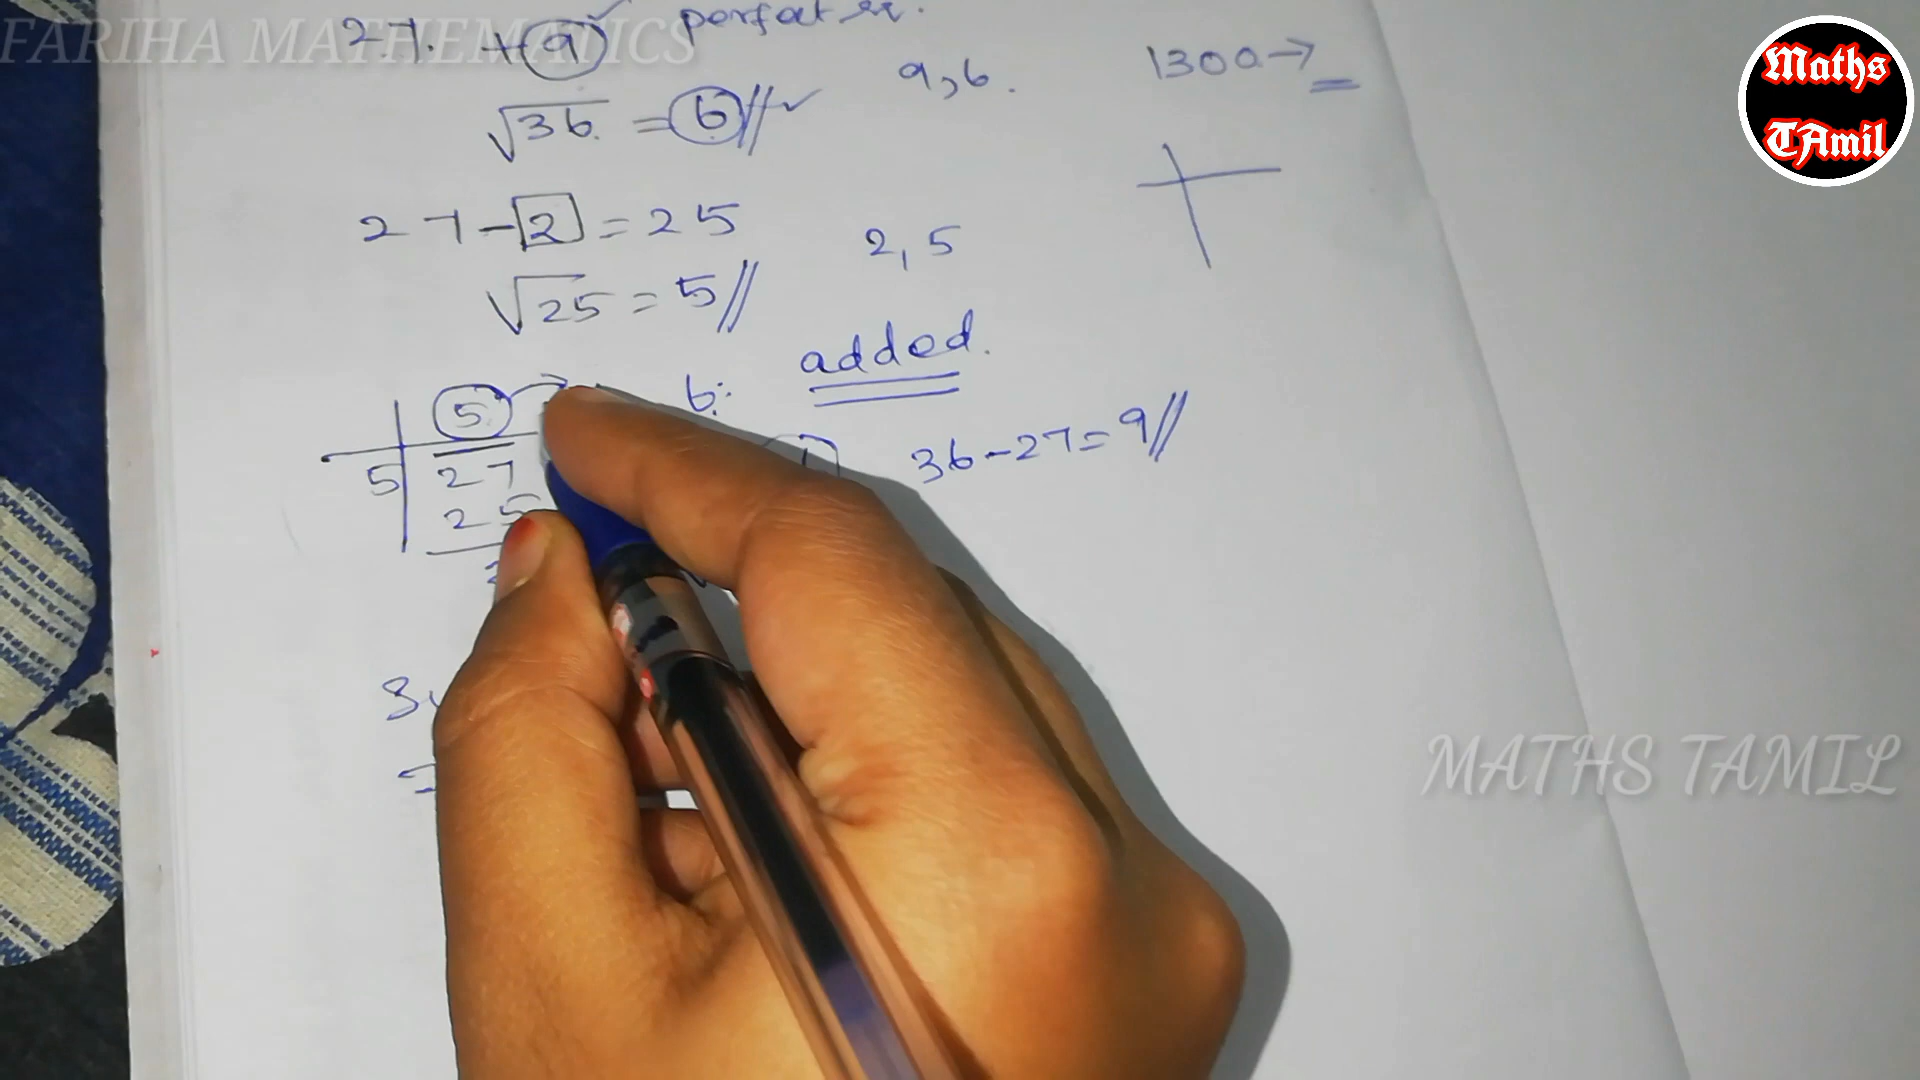 FARIHA MATHEMATICS
27. +9 perfect
9,6.
1300→
√36 = 6//
27-2 = 25
2, 5
√25 = 5//
added.
5
6:
36-27=9//
5 27
25
Maths
TAmil
MATHS TAMIL